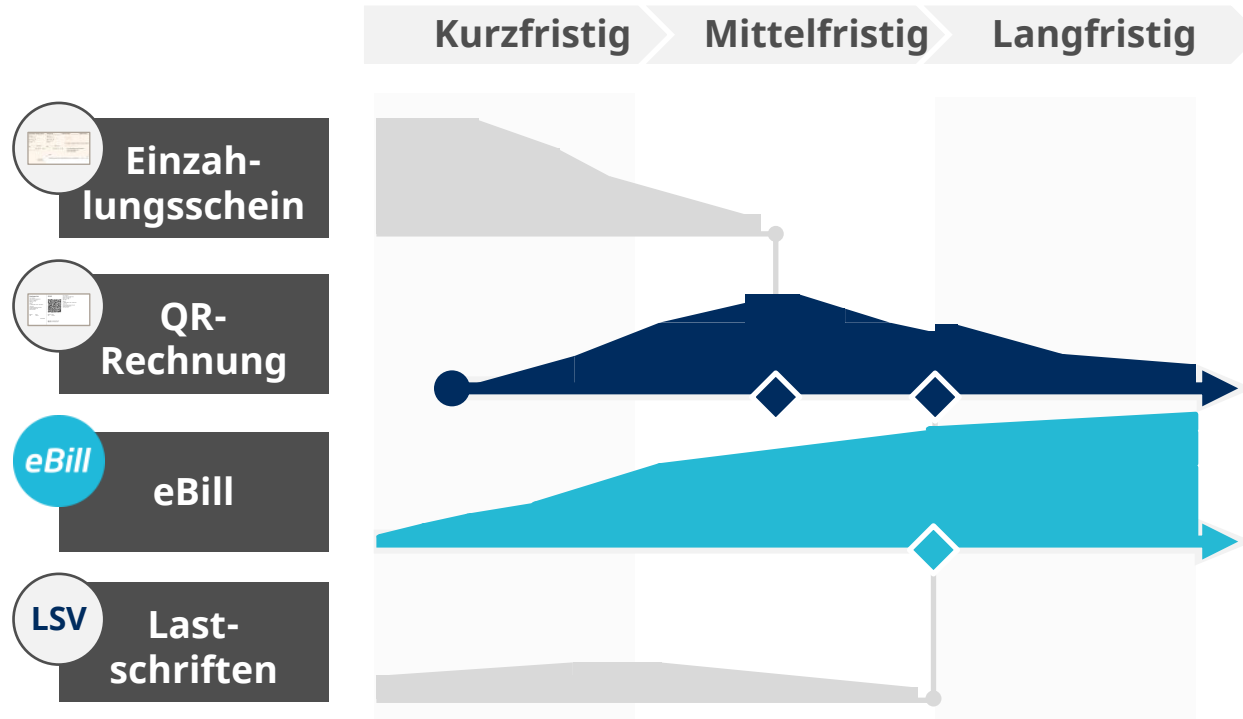 Kurzfristig
Mittelfristig
Langfristig
Einzah-
lungsschein
QR-
Rechnung
eBill
eBill
LSV
Last-
schriften